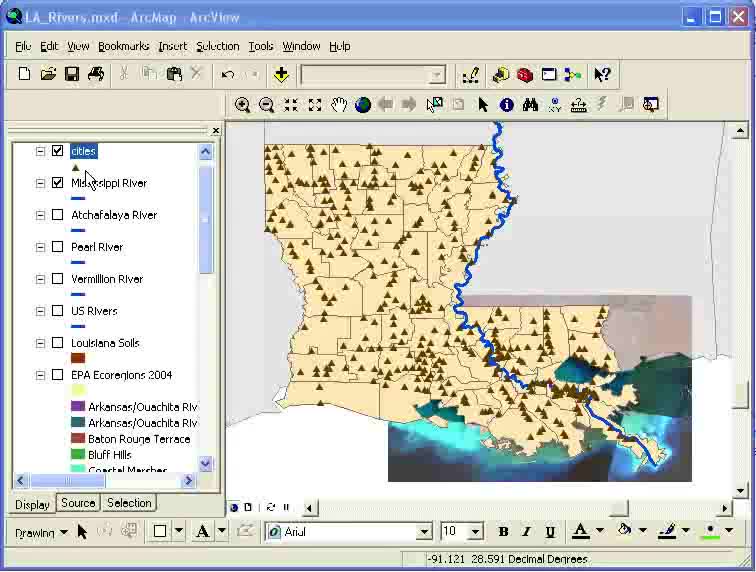 LA_Rivers.mxd - ArcMap - ArcView
File Edit View Bookmarks Insert Selection Tools Window Help
cities
Mississippi River
Atchafalaya River
Pearl River
Vermillion River
US Rivers
Louisiana Soils
EPA Ecoregions 2004
Arkansas/Ouachita Riv
Arkansas/Ouachita Riv
Baton Rouge Terrace
Bluff Hills
Coastal Marshes
Display Source Selection
Drawing A Arial 10 B I U A
-91.121 28.591 Decimal Degrees